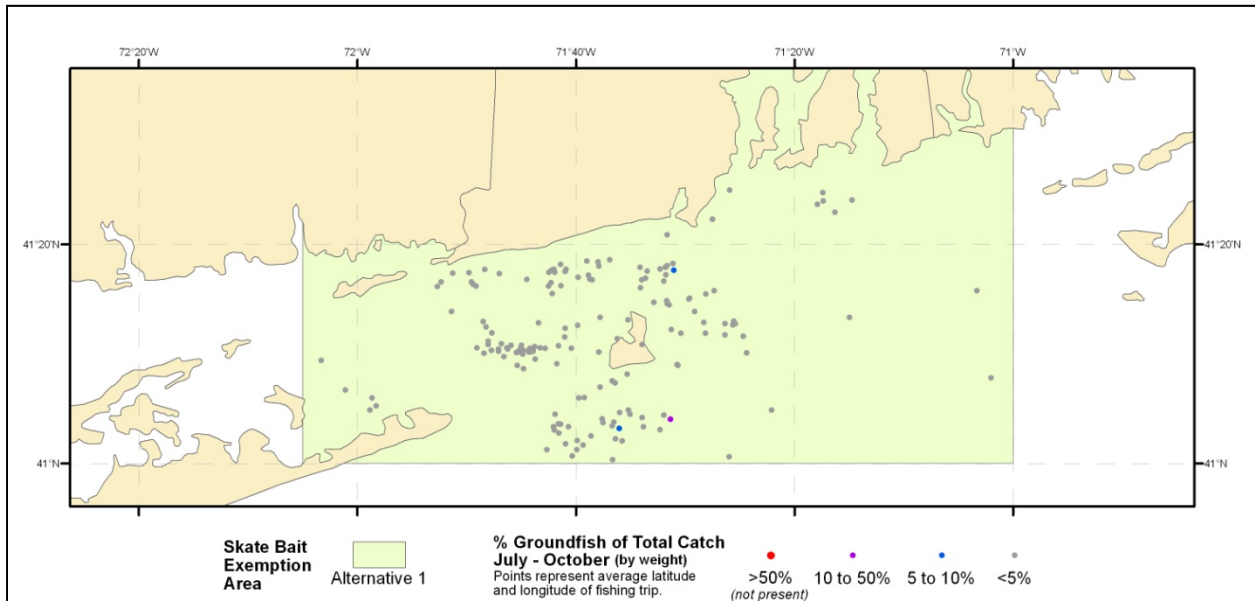 72°20'W 72°W 71°40'W 71°20'W 71°W
41°20'N 41°20'N
41°N 41°N
Skate Bait
Exemption
Area
Alternative 1
% Groundfish of Total Catch
July - October (by weight)
Points represent average latitude
and longitude of fishing trip.
>50% 10 to 50% 5 to 10% <5%
(not present)